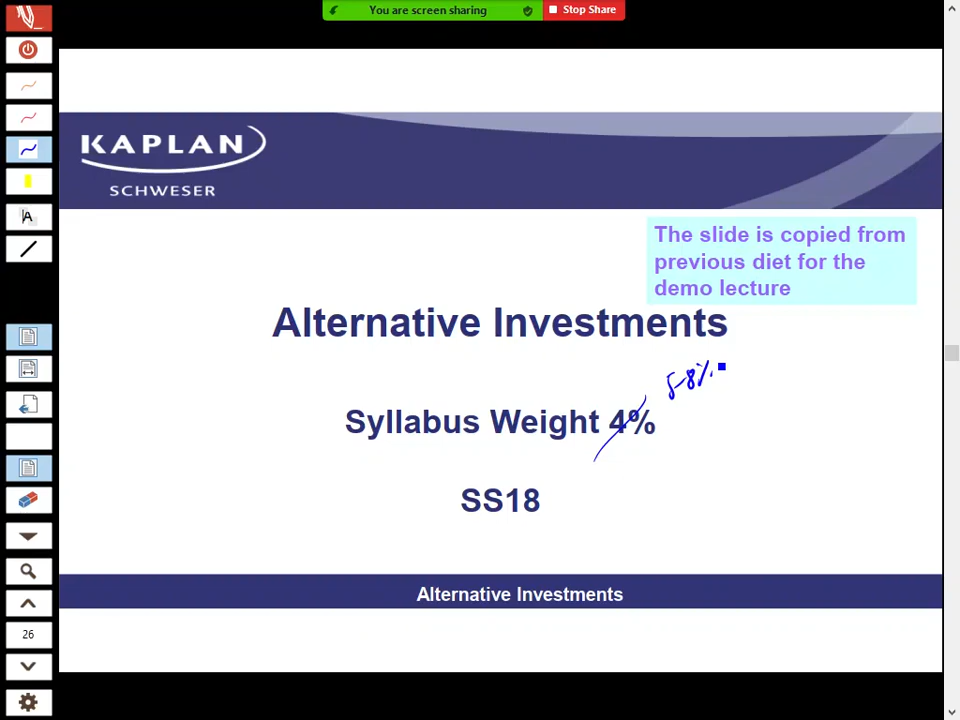 You are screen sharing
Stop Share
KAPLAN
SCHWESER
The slide is copied from
previous diet for the
demo lecture
Alternative Investments
5-8%
Syllabus Weight 4%
SS18
Alternative Investments
A
26